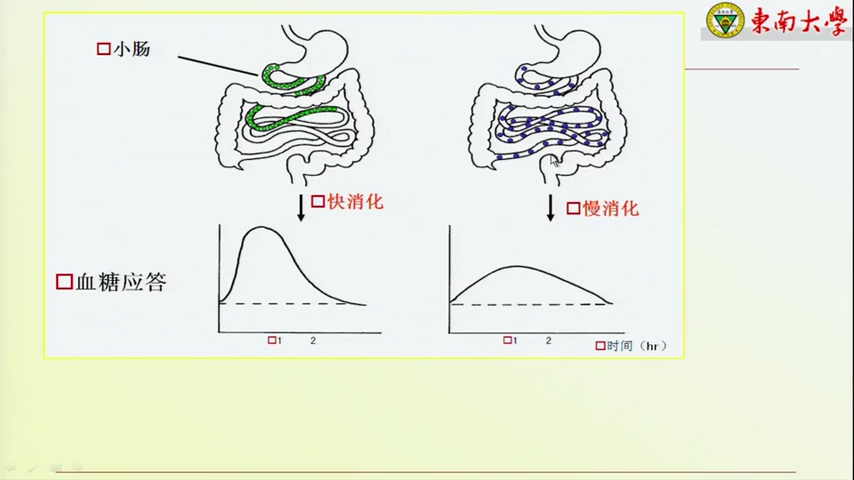 東南大學
小肠
快消化
慢消化
血糖应答
1 2
1 2
时间（hr）